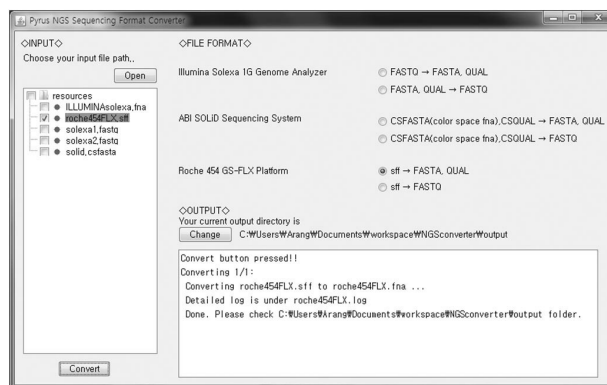 Pyrus NGS Sequencing Format Converter
◇INPUT◇
Choose your input file path,.
Open
resources
ILLUMINAsolexa,fna
roche454FLX,sff
solexa1,fastq
solexa2,fastq
solid,csfasta
Convert
◇FILE FORMAT◇
Illumina Solexa 1G Genome Analyzer
FASTQ → FASTA, QUAL
FASTA, QUAL → FASTQ
ABI SOLiD Sequencing System
CSFASTA(color space fna),CSQUAL → FASTA, QUAL
CSFASTA(color space fna),CSQUAL → FASTQ
Roche 454 GS-FLX Platform
sff → FASTA, QUAL
sff → FASTQ
◇OUTPUT◇
Your current output directory is
Change C:₩Users₩Arang₩Documents₩workspace₩NGSconverter₩output
Convert button pressed!!
Converting 1/1:
Converting roche454FLX.sff to roche454FLX.fna ...
Detailed log is under roche454FLX.log
Done. Please check C:₩Users₩Arang₩Documents₩workspace₩NGSconverter₩output folder.